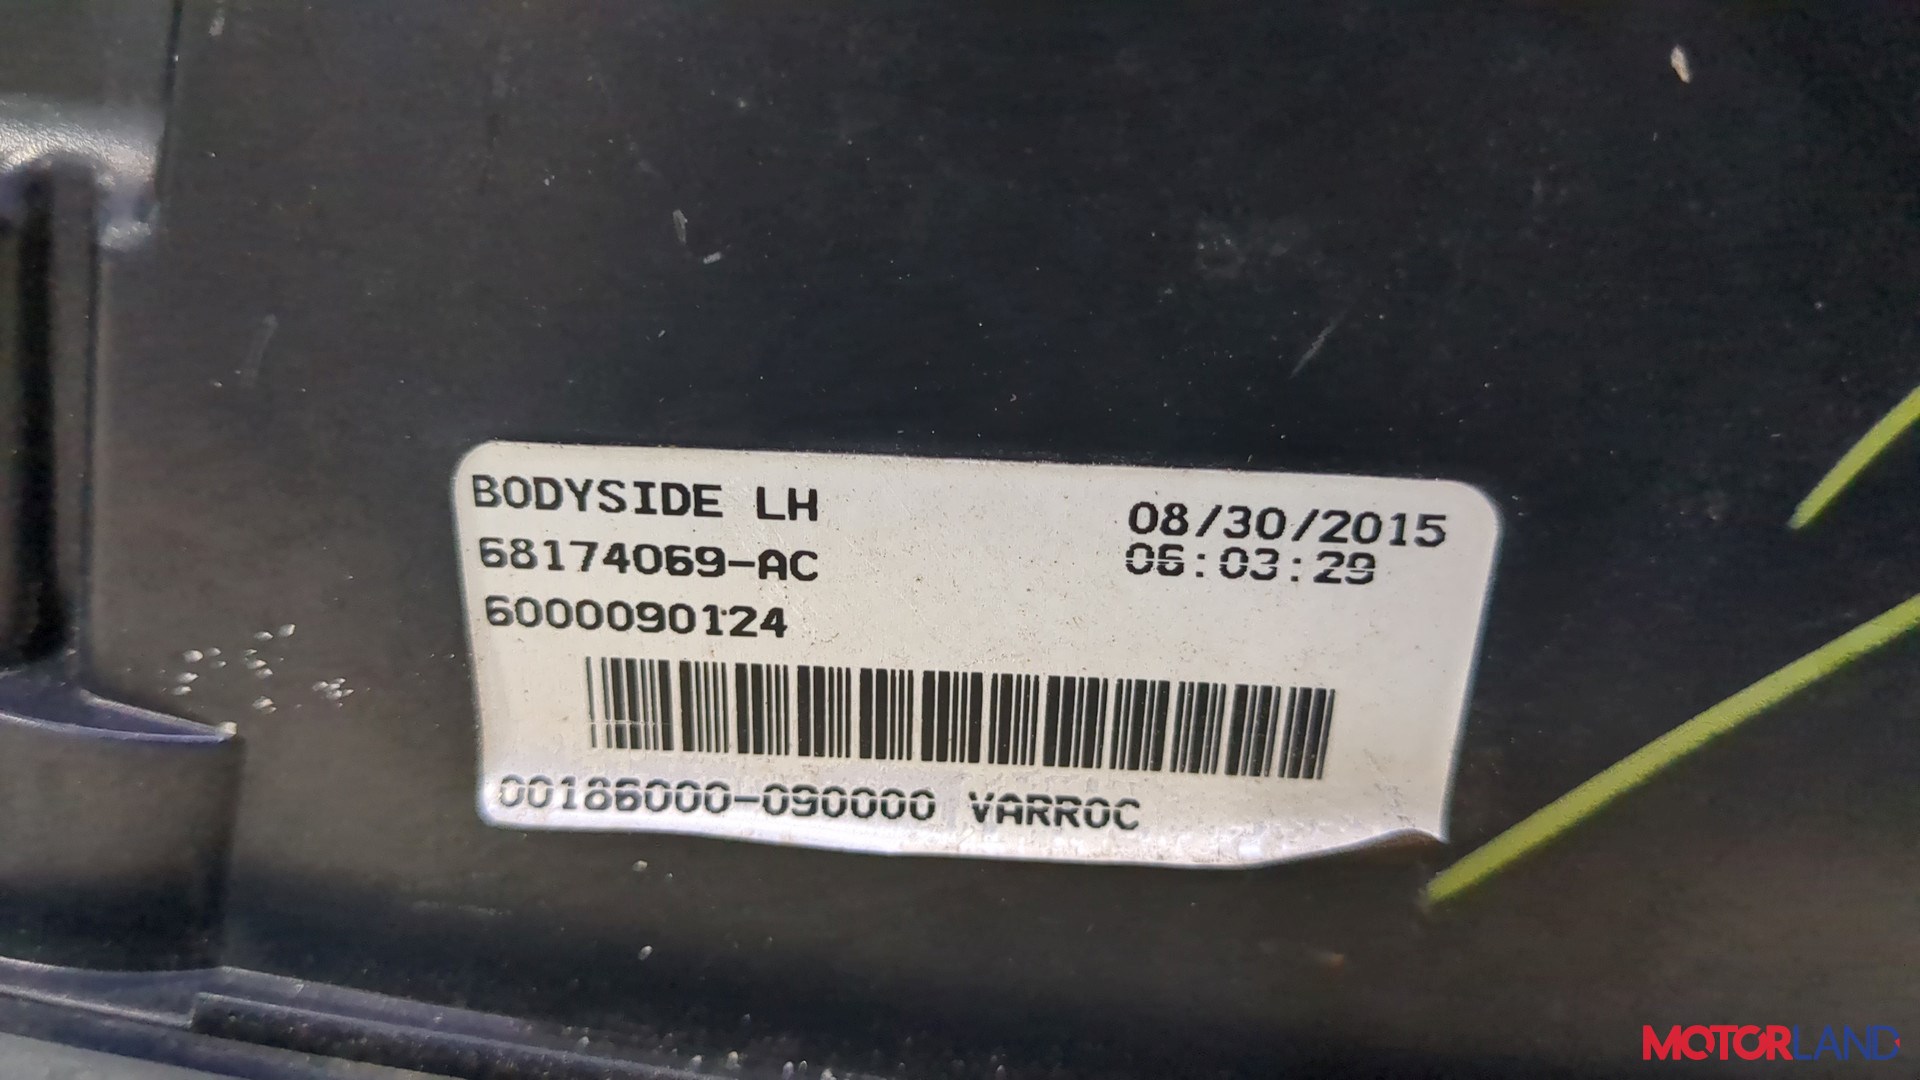 BODYSIDE LH
08/30/2015
68174069-AC
06:03:29
6000090124
00186000-090000 VARROC
MOTORLAND